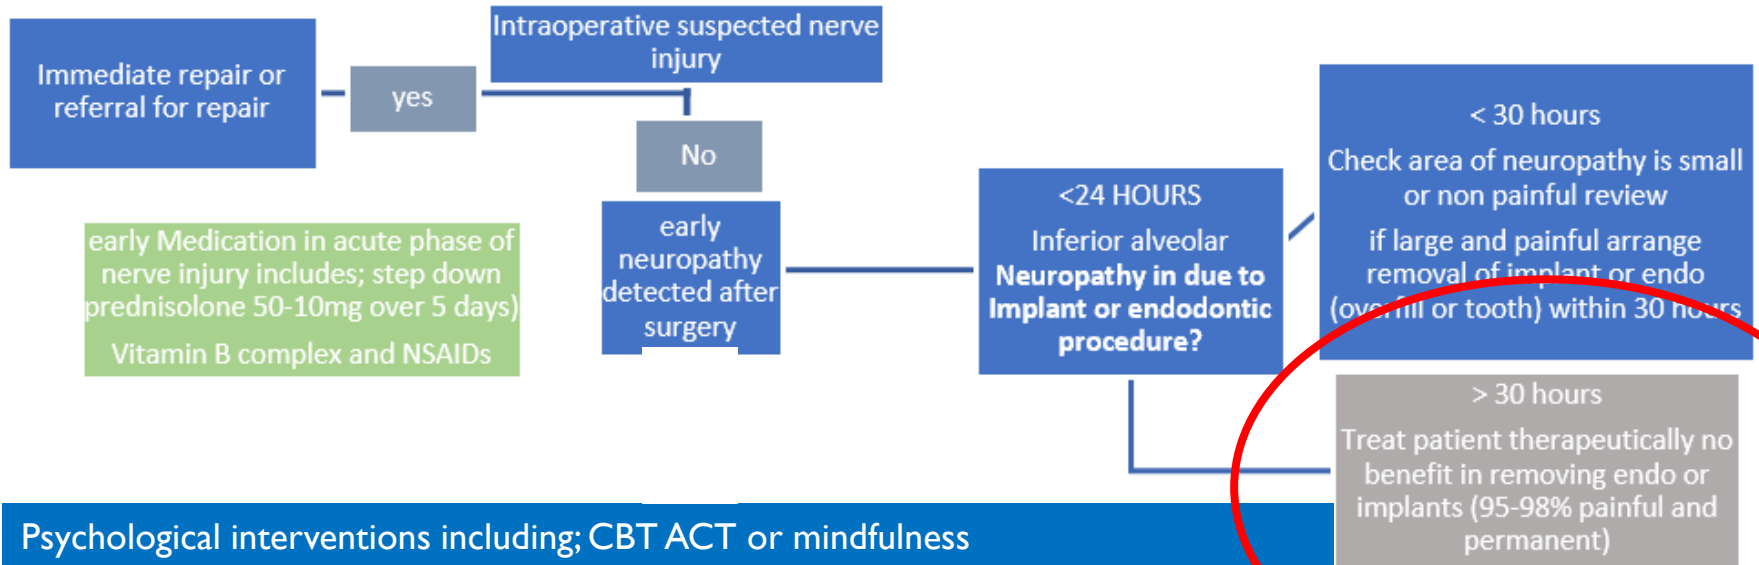 Intraoperative suspected nerve
injury
Immediate repair or
referral for repair
yes
No
early
neuropathy
detected after
surgery
<24 HOURS
Inferior alveolar
Neuropathy in due to
Implant or endodontic
procedure?
< 30 hours
Check area of neuropathy is small
or non painful review
if large and painful arrange
removal of implant or endo
(overfill or tooth) within 30 hours
> 30 hours
Treat patient therapeutically no
benefit in removing endo or
implants (95-98% painful and
permanent)
early Medication in acute phase of
nerve injury includes; step down
prednisolone 50-10mg over 5 days)
Vitamin B complex and NSAIDs
Psychological interventions including; CBT ACT or mindfulness